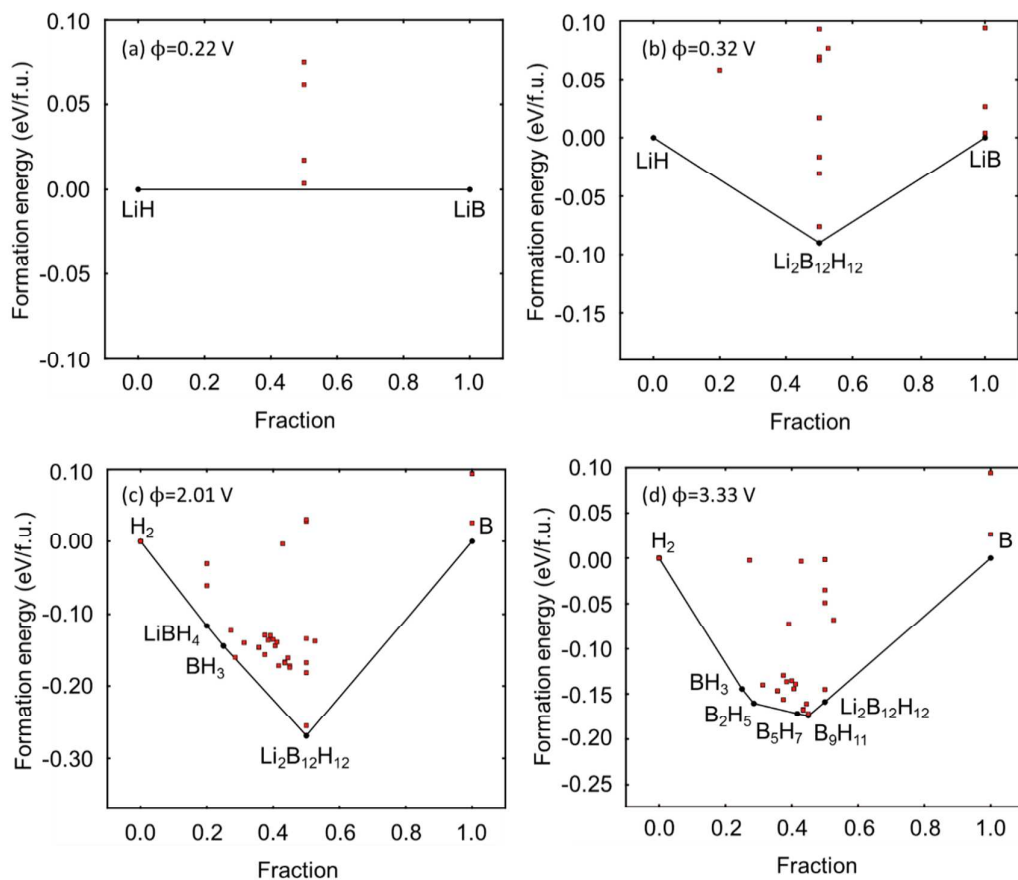 (a) ϕ=0.22 V
0.10
0.05
0.00
-0.05
-0.10
Formation energy (eV/f.u.)
LiH
LiB
0.0 0.2 0.4 0.6 0.8 1.0
Fraction
(b) ϕ=0.32 V
0.10
0.05
0.00
-0.05
-0.10
-0.15
Formation energy (eV/f.u.)
LiH
LiB
Li₂B₁₂H₁₂
0.0 0.2 0.4 0.6 0.8 1.0
Fraction
(c) ϕ=2.01 V
0.10
0.00
-0.10
-0.20
-0.30
Formation energy (eV/f.u.)
H₂
B
LiBH₄
BH₃
Li₂B₁₂H₁₂
0.0 0.2 0.4 0.6 0.8 1.0
Fraction
(d) ϕ=3.33 V
0.10
0.05
0.00
-0.05
-0.10
-0.15
-0.20
-0.25
Formation energy (eV/f.u.)
H₂
B
BH₃
B₂H₅
B₅H₇
B₉H₁₁
Li₂B₁₂H₁₂
0.0 0.2 0.4 0.6 0.8 1.0
Fraction